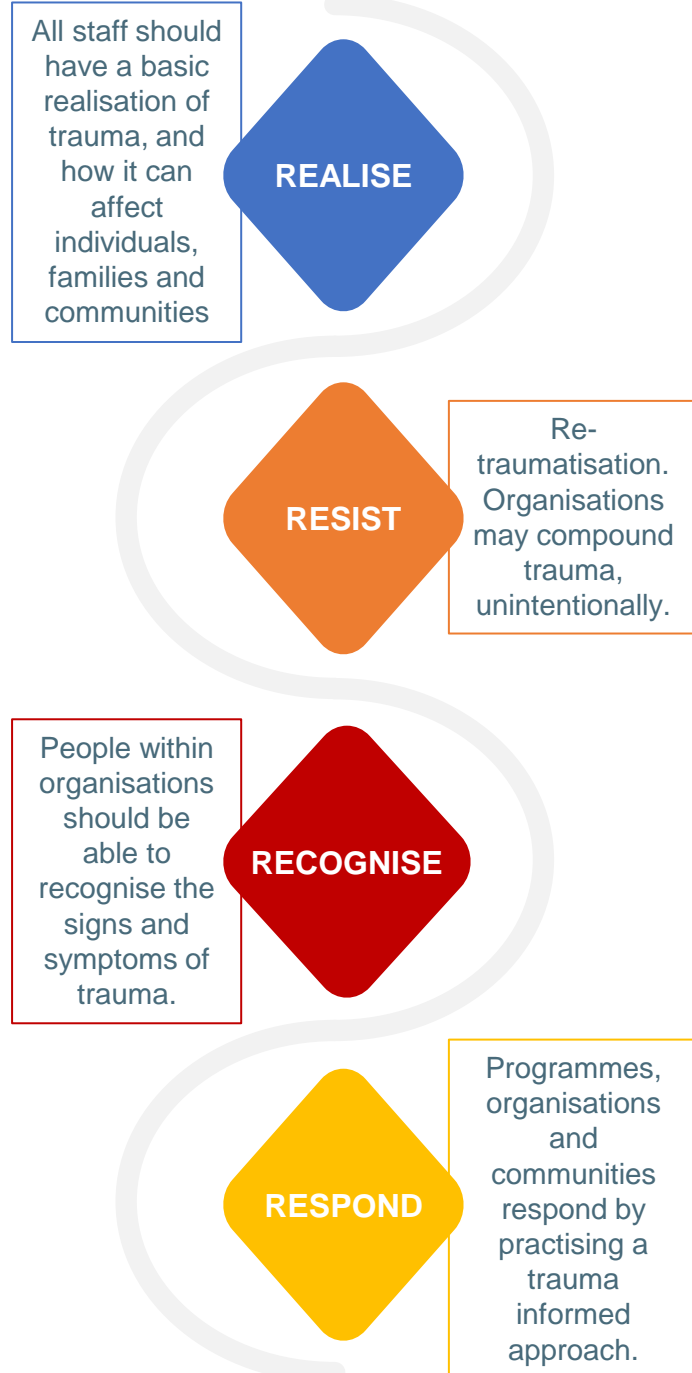 All staff should
have a basic
realisation of
trauma, and
how it can
affect
individuals,
families and
communities
REALISE
RESIST
Re-
traumatisation.
Organisations
may compound
trauma,
unintentionally.
People within
organisations
should be
able to
recognise the
signs and
symptoms of
trauma.
RECOGNISE
RESPOND
Programmes,
organisations
and
communities
respond by
practising a
trauma
informed
approach.